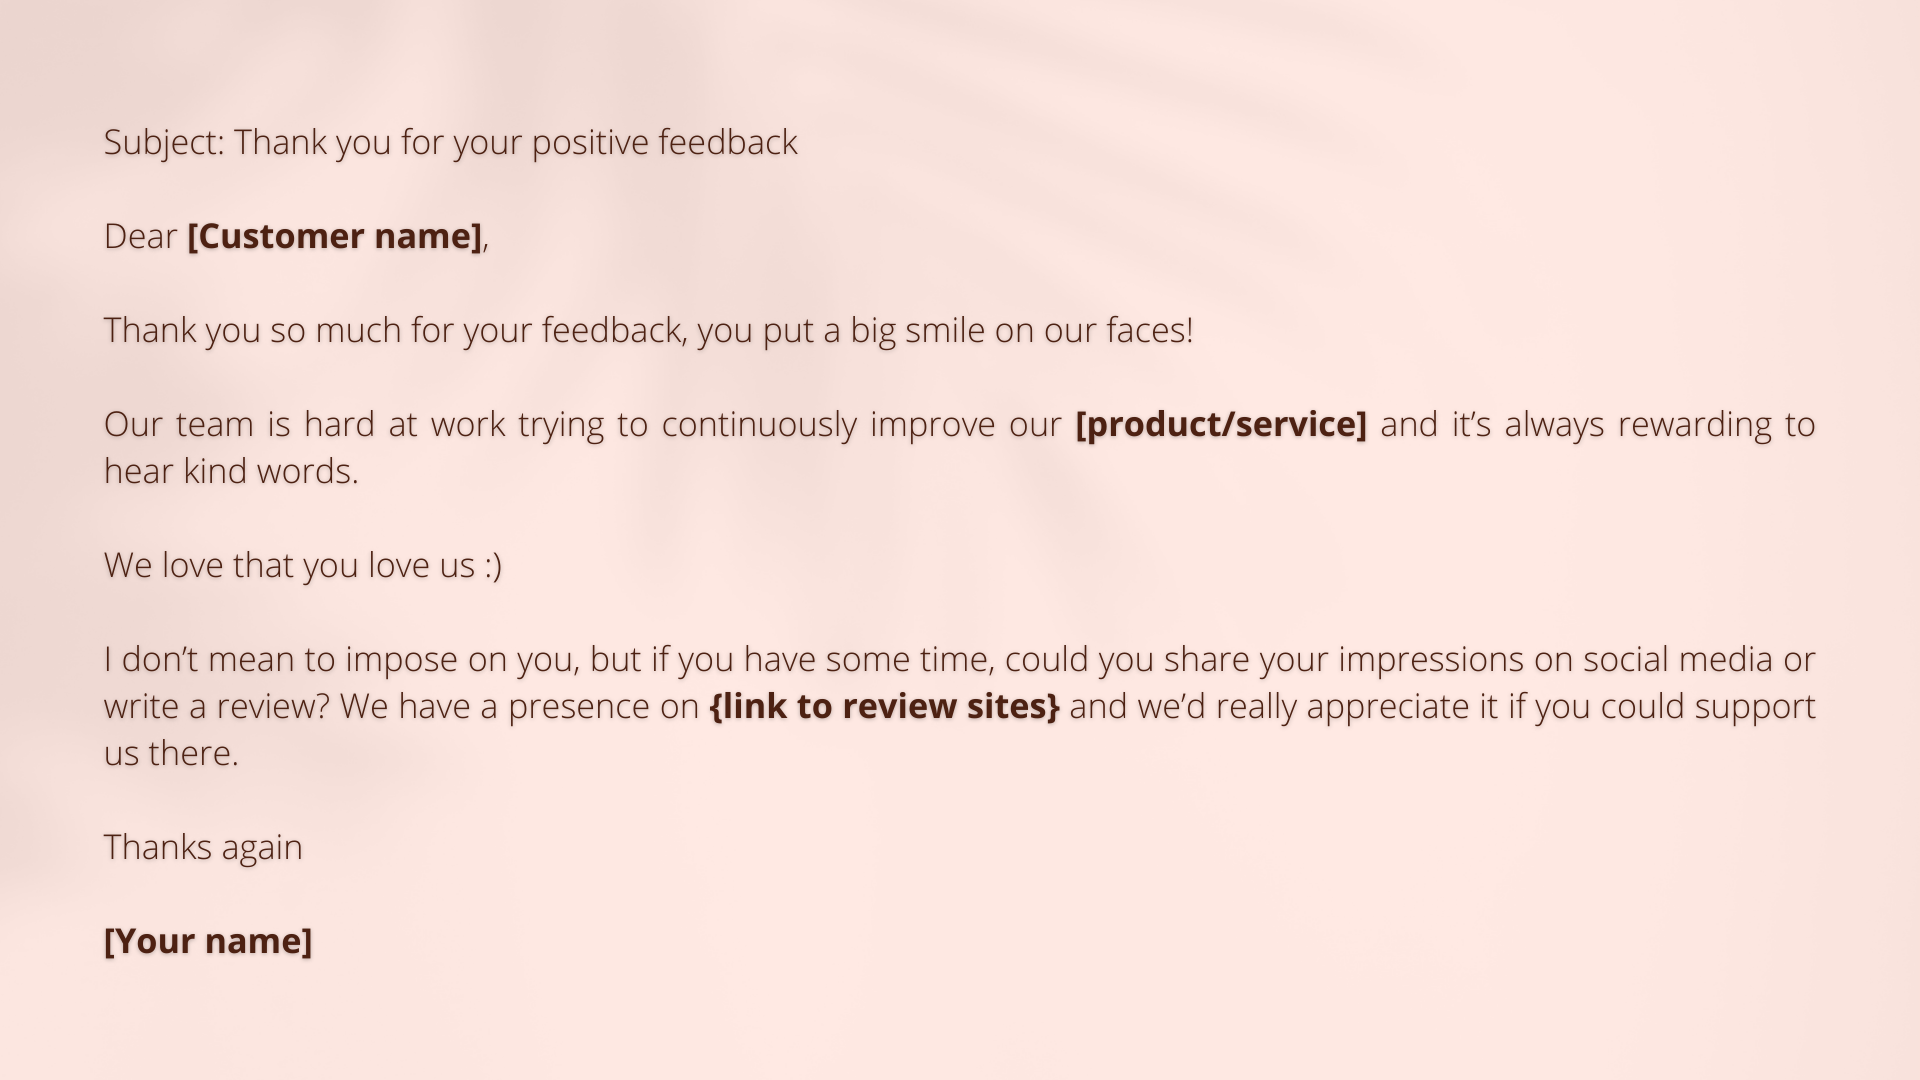 Subject: Thank you for your positive feedback
Dear [Customer name],
Thank you so much for your feedback, you put a big smile on our faces!
Our team is hard at work trying to continuously improve our [product/service] and it’s always rewarding to
hear kind words.
We love that you love us :)
I don’t mean to impose on you, but if you have some time, could you share your impressions on social media or
write a review? We have a presence on {link to review sites} and we’d really appreciate it if you could support
us there.
Thanks again
[Your name]